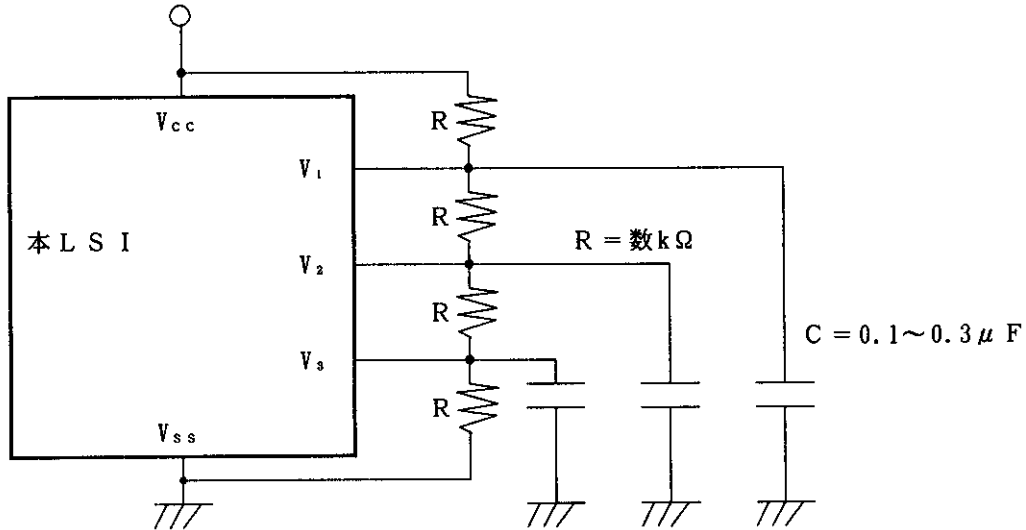 Vcc
R
V₁
R
本LSI
R=数kΩ
V₂
R
C=0.1～0.3μF
V₃
R
Vss